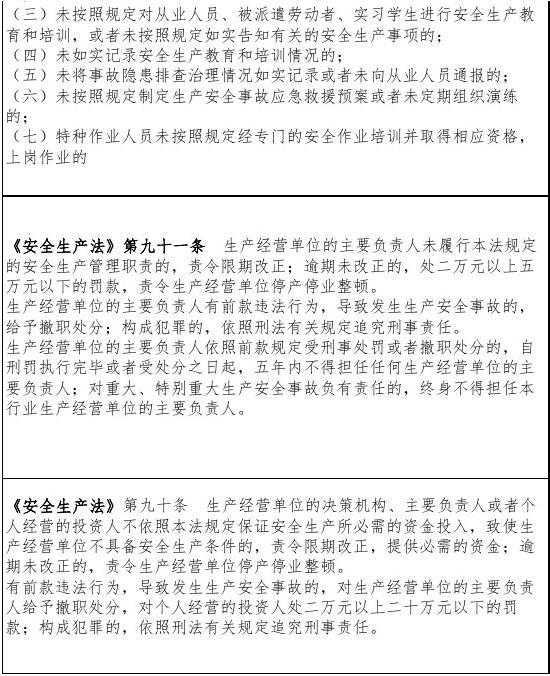 （三）未按照规定对从业人员、被派遣劳动者、实习学生进行安全生产教
育和培训，或者未按照规定如实告知有关的安全生产事项的；
（四）未如实记录安全生产教育和培训情况的；
（五）未将事故隐患排查治理情况如实记录或者未向从业人员通报的；
（六）未按照规定制定生产安全事故应急救援预案或者未定期组织演练
的；
（七）特种作业人员未按照规定经专门的安全作业培训并取得相应资格，
上岗作业的
《安全生产法》第九十一条　生产经营单位的主要负责人未履行本法规定
的安全生产管理职责的，责令限期改正；逾期未改正的，处二万元以上五
万元以下的罚款，责令生产经营单位停产停业整顿。
生产经营单位的主要负责人有前款违法行为，导致发生生产安全事故的，
给予撤职处分；构成犯罪的，依照刑法有关规定追究刑事责任。
生产经营单位的主要负责人依照前款规定受刑事处罚或者撤职处分的，自
刑罚执行完毕或者受处分之日起，五年内不得担任任何生产经营单位的主
要负责人；对重大、特别重大生产安全事故负有责任的，终身不得担任本
行业生产经营单位的主要负责人。
《安全生产法》第九十条　生产经营单位的决策机构、主要负责人或者个
人经营的投资人不依照本法规定保证安全生产所必需的资金投入，致使生
产经营单位不具备安全生产条件的，责令限期改正，提供必需的资金；逾
期未改正的，责令生产经营单位停产停业整顿。
有前款违法行为，导致发生生产安全事故的，对生产经营单位的主要负责
人给予撤职处分，对个人经营的投资人处二万元以上二十万元以下的罚
款；构成犯罪的，依照刑法有关规定追究刑事责任。